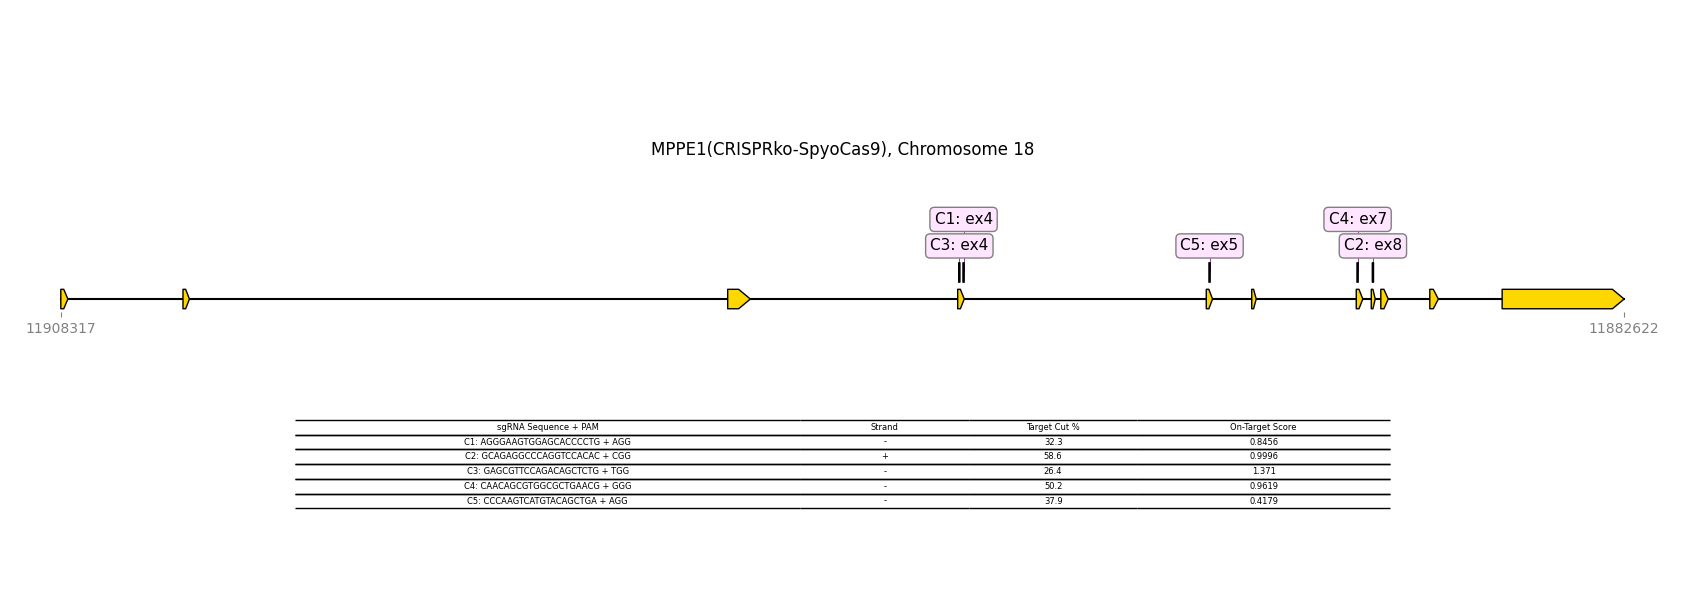 MPPE1(CRISPRko-SpyoCas9), Chromosome 18
C1: ex4
C4: ex7
C3: ex4
C5: ex5
C2: ex8
11908317
11882622
sgRNA Sequence + PAM Strand Target Cut % On-Target Score
C1: AGGGAAGTGGAGCACCCCTG + AGG - 32.3 0.8456
C2: GCAGAGGCCCAGGTCCACAC + CGG + 58.6 0.9996
C3: GAGCGTTCCAGACAGCTCTG + TGG - 26.4 1.371
C4: CAACAGCGTGGCGCTGAACG + GGG - 50.2 0.9619
C5: CCCAAGTCATGTACAGCTGA + AGG - 37.9 0.4179